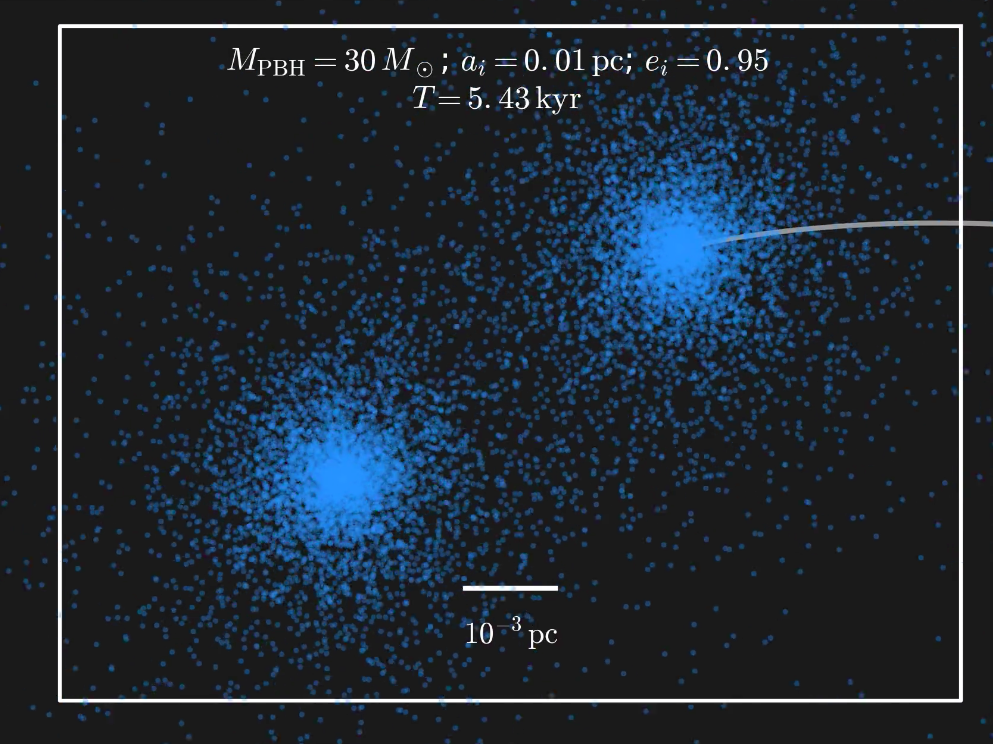 M_PBH = 30 M_⊙ ; a_i = 0.01 pc; e_i = 0.95
T = 5.43 kyr
10⁻³ pc